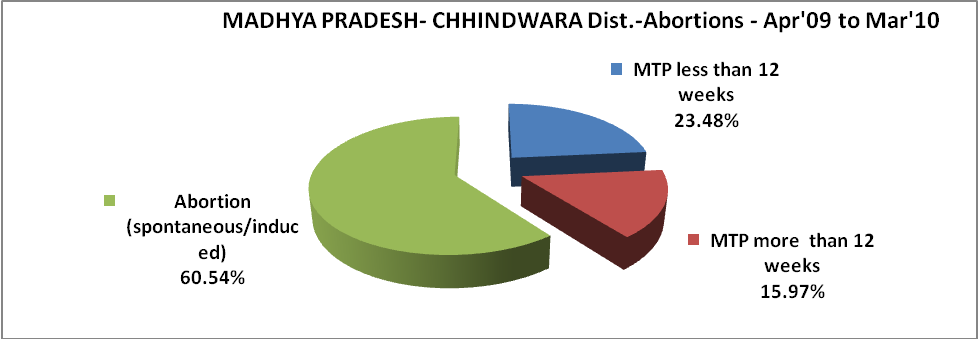 MADHYA PRADESH- CHHINDWARA Dist.-Abortions - Apr'09 to Mar'10
MTP less than 12
weeks
23.48%
Abortion
(spontaneous/induc
ed)
60.54%
MTP more than 12
weeks
15.97%